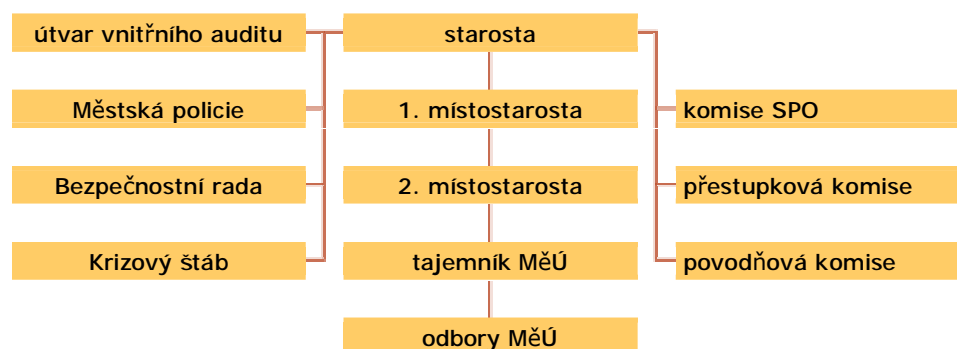 útvar vnitřního auditu
starosta
Městská policie
1. místostarosta
komise SPO
Bezpečnostní rada
2. místostarosta
přestupková komise
Krizový štáb
tajemník MěÚ
povodňová komise
odbory MěÚ